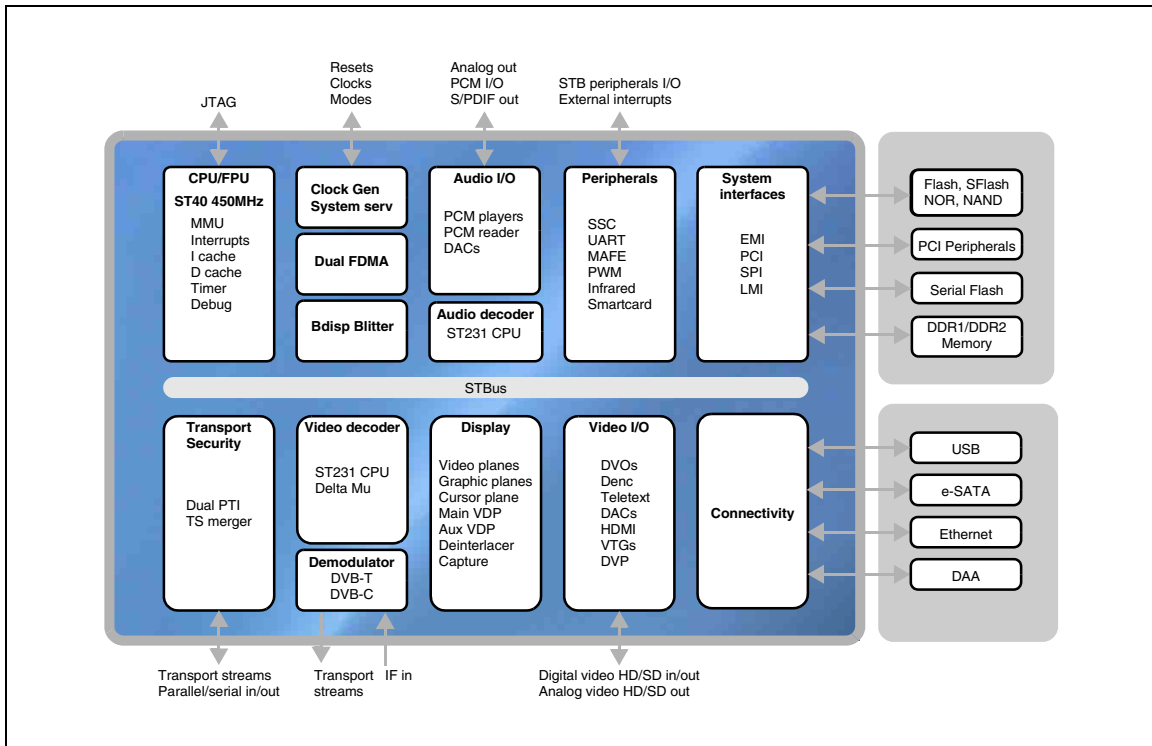 JTAG
Resets
Clocks
Modes
Analog out
PCM I/O
S/PDIF out
STB peripherals I/O
External interrupts
CPU/FPU
ST40 450MHz
MMU
Interrupts
I cache
D cache
Timer
Debug
Clock Gen
System serv
Dual FDMA
Bdisp Blitter
Audio I/O
PCM players
PCM reader
DACs
Audio decoder
ST231 CPU
Peripherals
SSC
UART
MAFE
PWM
Infrared
Smartcard
System
interfaces
EMI
PCI
SPI
LMI
Flash, SFlash
NOR, NAND
PCI Peripherals
Serial Flash
DDR1/DDR2
Memory
STBus
Transport
Security
Dual PTI
TS merger
Video decoder
ST231 CPU
Delta Mu
Demodulator
DVB-T
DVB-C
Display
Video planes
Graphic planes
Cursor plane
Main VDP
Aux VDP
Deinterlacer
Capture
Video I/O
DVOs
Denc
Teletext
DACs
HDMI
VTGs
DVP
Connectivity
USB
e-SATA
Ethernet
DAA
Transport streams
Parallel/serial in/out
Transport
streams
IF in
Digital video HD/SD in/out
Analog video HD/SD out